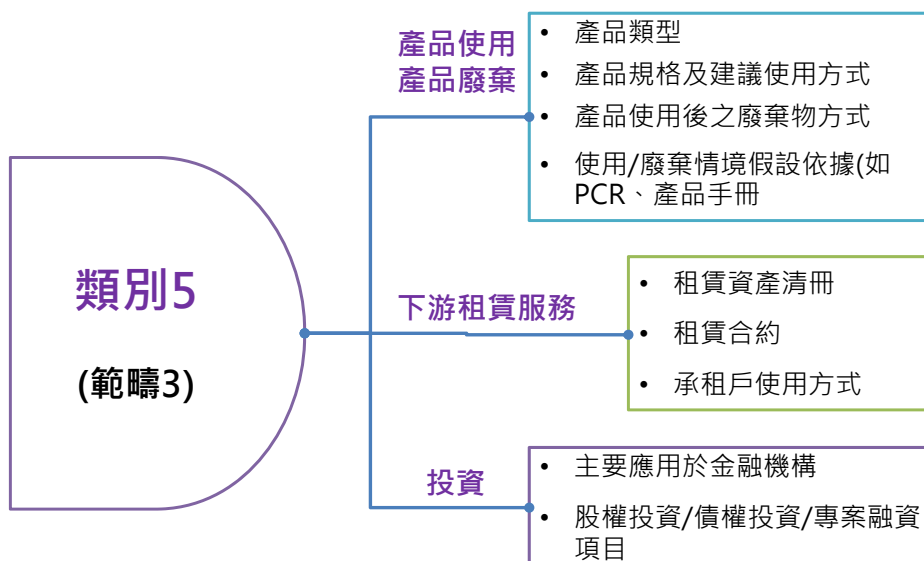 類別5
(範疇3)
產品使用
產品廢棄
• 產品類型
• 產品規格及建議使用方式
• 產品使用後之廢棄物方式
• 使用/廢棄情境假設依據(如
PCR、產品手冊
下游租賃服務
• 租賃資產清冊
• 租賃合約
• 承租戶使用方式
投資
• 主要應用於金融機構
• 股權投資/債權投資/專案融資
項目